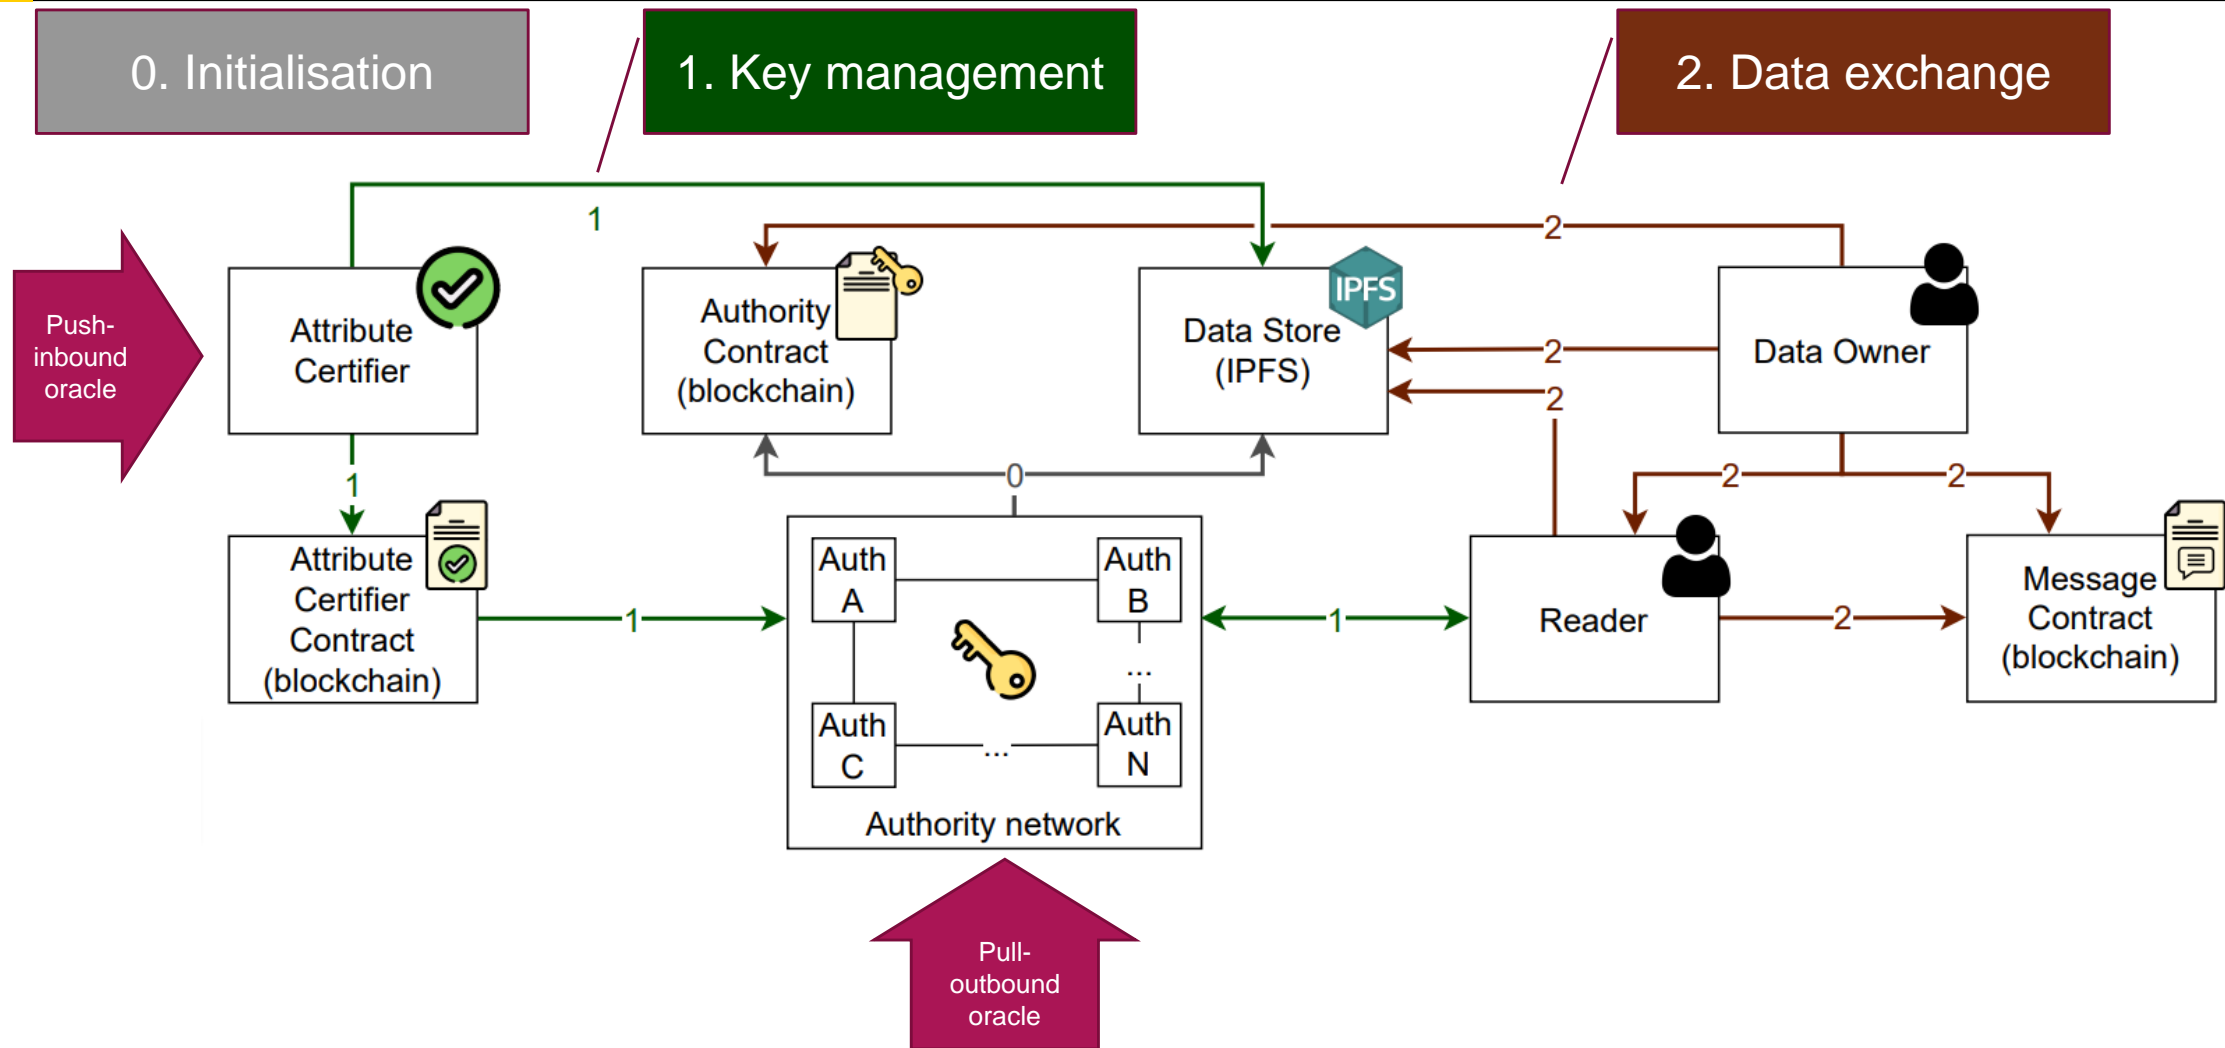 0. Initialisation
1. Key management
2. Data exchange
1
2
Push-
inbound
oracle
Attribute
Certifier
Authority
Contract
(blockchain)
IPFS
Data Store
(IPFS)
2
Data Owner
2
1
0
2
2
Attribute
Certifier
Contract
(blockchain)
1
Auth
A
Auth
B
...
Auth
C
...
Auth
N
Authority network
1
Reader
2
Message
Contract
(blockchain)
Pull-
outbound
oracle